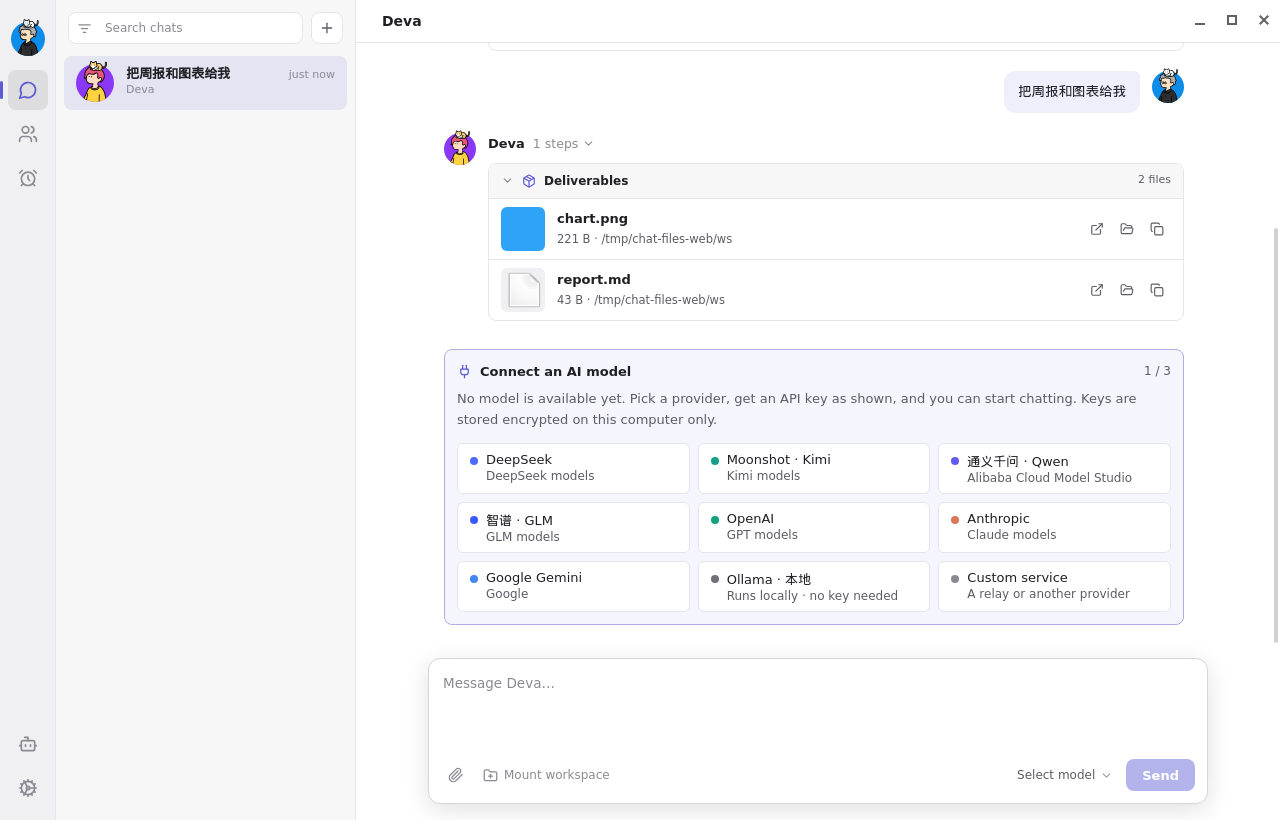 Search chats
把周报和图表给我
just now
Deva
Deva
把周报和图表给我
Deva 1 steps
Deliverables
2 files
chart.png
221 B · /tmp/chat-files-web/ws
report.md
43 B · /tmp/chat-files-web/ws
Connect an AI model
1 / 3
No model is available yet. Pick a provider, get an API key as shown, and you can start chatting. Keys are
stored encrypted on this computer only.
DeepSeek
DeepSeek models
Moonshot · Kimi
Kimi models
通义千问 · Qwen
Alibaba Cloud Model Studio
智谱 · GLM
GLM models
OpenAI
GPT models
Anthropic
Claude models
Google Gemini
Google
Ollama · 本地
Runs locally · no key needed
Custom service
A relay or another provider
Message Deva…
Mount workspace
Select model
Send